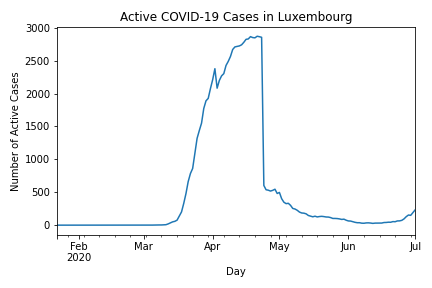 Active COVID-19 Cases in Luxembourg
3000
2500
2000
1500
1000
500
0
Number of Active Cases
Feb
2020
Mar
Apr
May
Jun
Jul
Day